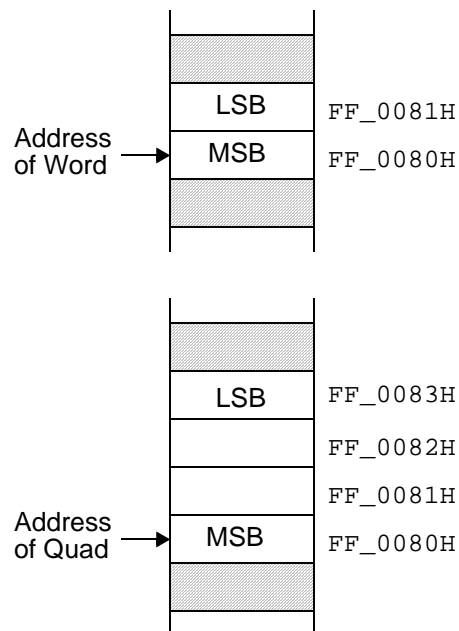 LSB
FF_0081H
Address
of Word
MSB
FF_0080H
LSB
FF_0083H
FF_0082H
FF_0081H
Address
of Quad
MSB
FF_0080H